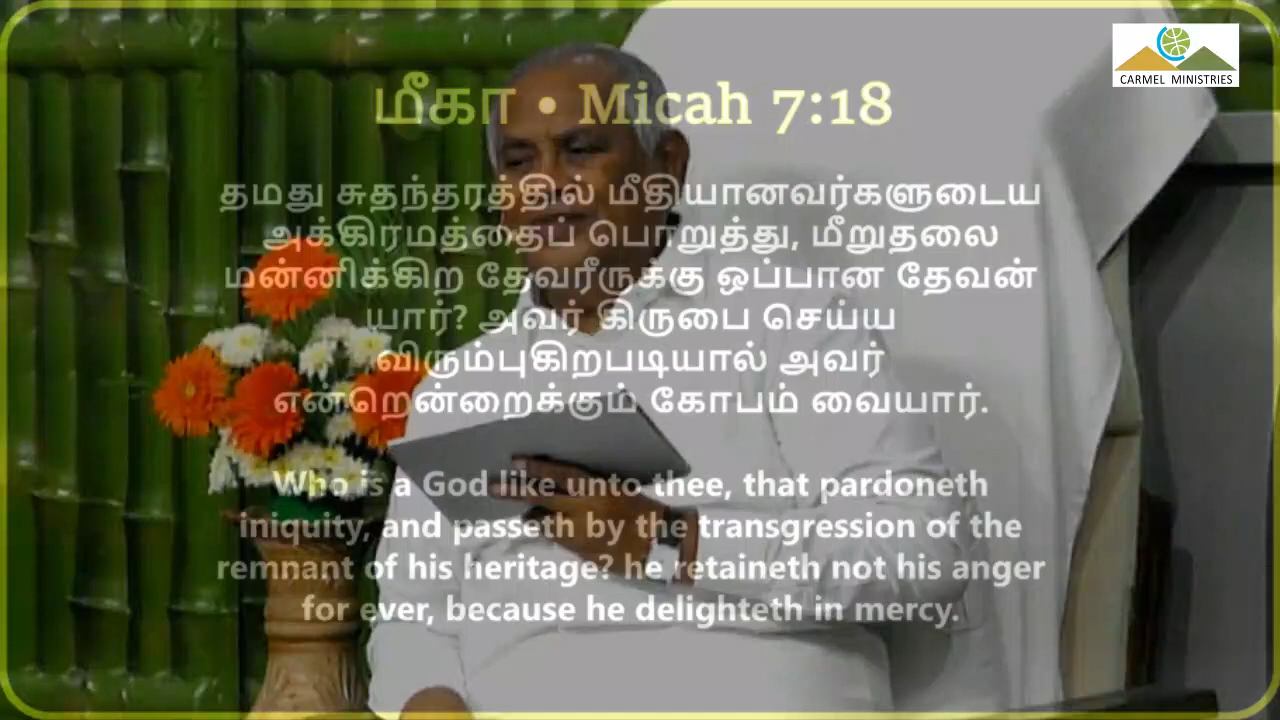 CARMEL MINISTRIES
மீகா • Micah 7:18
தமது சுதந்தரத்தில் மீதியானவர்களுடைய
அக்கிரமத்தைப் பொறுத்து, மீறுதலை
மன்னிக்கிற தேவரீருக்கு ஒப்பான தேவன்
யார்? அவர் கிருபை செய்ய
விரும்புகிறபடியால் அவர்
என்றென்றைக்கும் கோபம் வையார்.
Who is a God like unto thee, that pardoneth
iniquity, and passeth by the transgression of the
remnant of his heritage? he retaineth not his anger
for ever, because he delighteth in mercy.